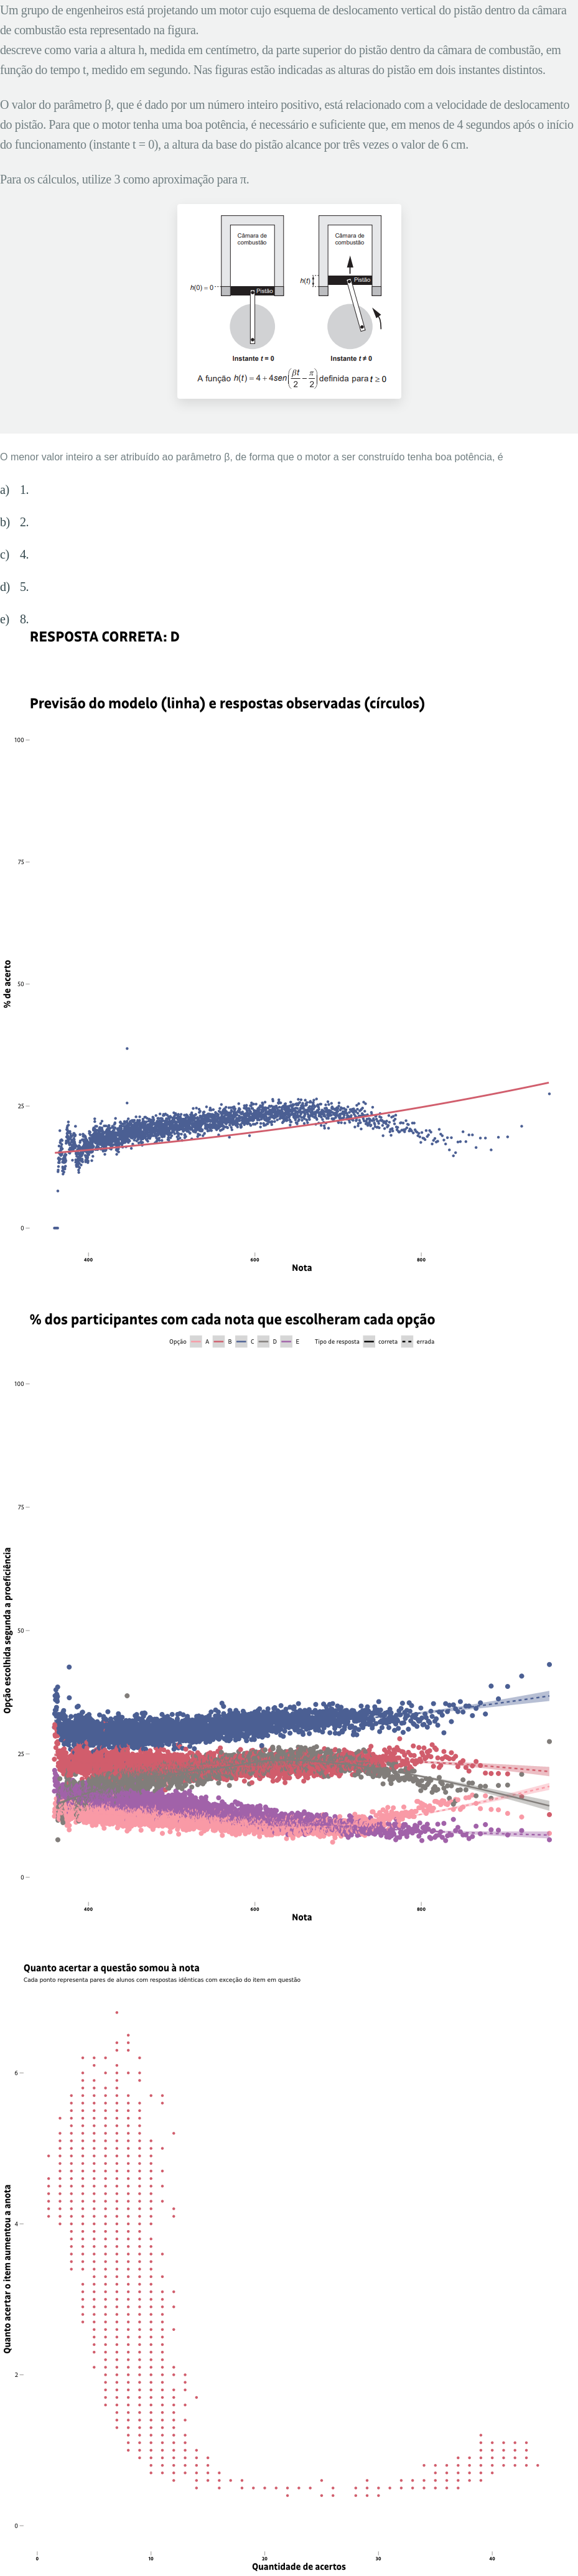 Um grupo de engenheiros está projetando um motor cujo esquema de deslocamento vertical do pistão dentro da câmara
de combustão esta representado na figura.
descreve como varia a altura h, medida em centímetro, da parte superior do pistão dentro da câmara de combustão, em
função do tempo t, medido em segundo. Nas figuras estão indicadas as alturas do pistão em dois instantes distintos.
O valor do parâmetro β, que é dado por um número inteiro positivo, está relacionado com a velocidade de deslocamento
do pistão. Para que o motor tenha uma boa potência, é necessário e suficiente que, em menos de 4 segundos após o início
do funcionamento (instante t = 0), a altura da base do pistão alcance por três vezes o valor de 6 cm.
Para os cálculos, utilize 3 como aproximação para π.
Câmara de
combustão
Câmara de
combustão
h(0) = 0
Pistão
h(t)
Pistão
Instante t = 0
Instante t ≠ 0
A função h(t) = 4 + 4sen(βt/2 − π/2) definida para t ≥ 0
O menor valor inteiro a ser atribuído ao parâmetro β, de forma que o motor a ser construído tenha boa potência, é
a) 1.
b) 2.
c) 4.
d) 5.
e) 8.
RESPOSTA CORRETA: D
Previsão do modelo (linha) e respostas observadas (círculos)
100
75
50
25
0
% de acerto
400
600
800
Nota
% dos participantes com cada nota que escolheram cada opção
Opção A B C D E Tipo de resposta correta errada
100
75
50
25
0
Opção escolhida segunda a proeficiência
400
600
800
Nota
Quanto acertar a questão somou à nota
Cada ponto representa pares de alunos com respostas idênticas com exceção do item em questão
6
4
2
0
Quanto acertar o item aumentou a anota
0
10
20
30
40
Quantidade de acertos